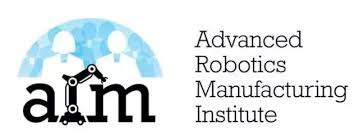 arm
Advanced
Robotics
Manufacturing
Institute